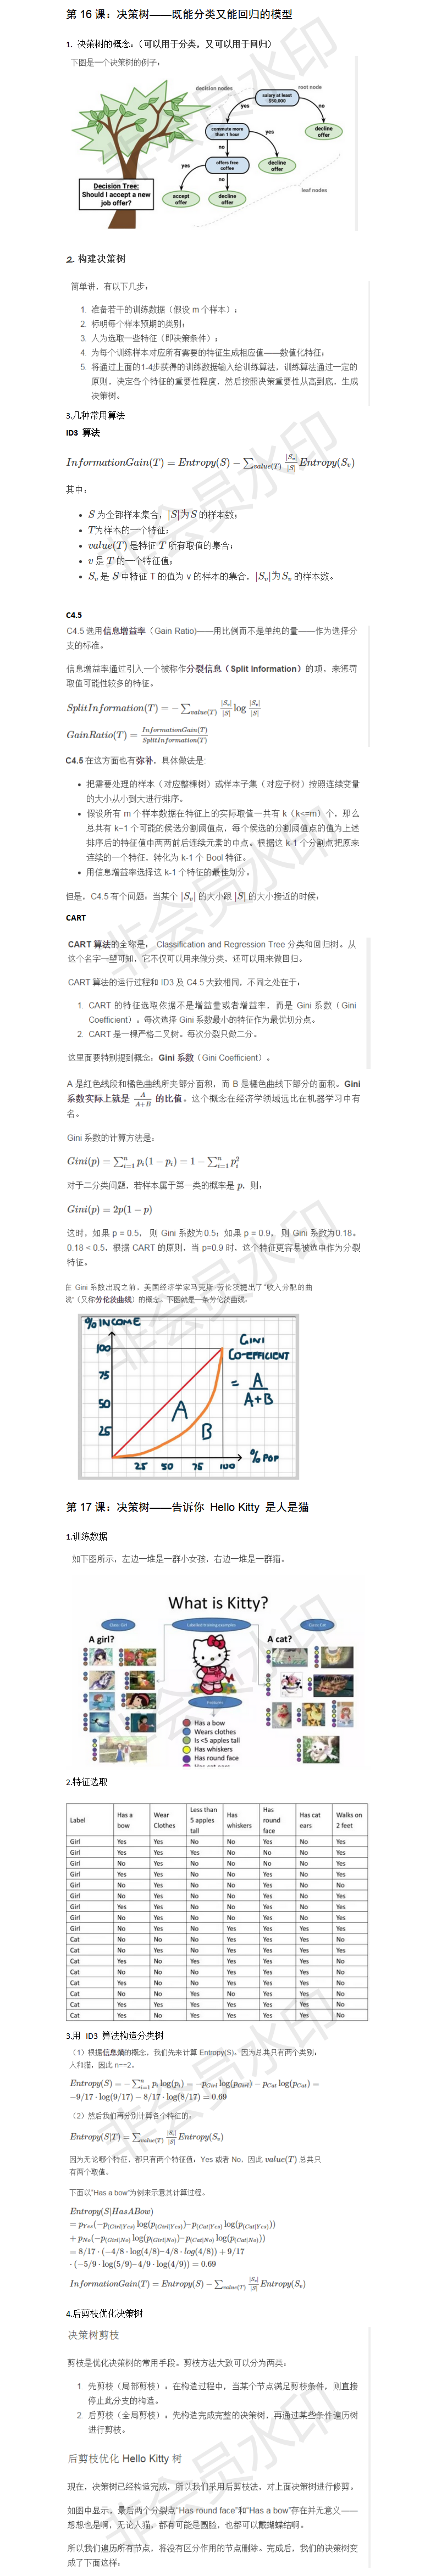 第 16 课：决策树——既能分类又能回归的模型
1. 决策树的概念。（可以用于分类，又可以用于回归）
下图是一个决策树的例子，
decision nodes
root node
salary at least
$50,000
yes
no
commute more
than 1 hour
yes
decline
offer
no
offers free
coffee
decline
offer
yes
no
Decision Tree:
Should I accept a new
job offer?
accept
offer
decline
offer
leaf nodes
2. 构建决策树
简单讲，有以下几步：
1. 准备若干的训练数据（假设 m 个样本）；
2. 标明每个样本预期的类别；
3. 人为选取一些特征（即决策条件）；
4. 为每个训练样本对应所有需要的特征生成相应值——数值化特征；
5. 将通过上面的1-4步获得的训练数据输入给训练算法，训练算法通过一定的
原则，决定各个特征的重要性程度，然后按照决策重要性从高到底，生成
决策树。
3.几种常用算法
ID3 算法
InformationGain(T) = Entropy(S) − ∑value(T) |Sv|/|S| Entropy(Sv)
其中：
• S 为全部样本集合，|S|为 S 的样本数；
• T为样本的一个特征；
• value(T) 是特征 T 所有取值的集合；
• v 是 T 的一个特征值；
• Sv 是 S 中特征 T 的值为 v 的样本的集合，|Sv|为 Sv 的样本数。
C4.5
C4.5 选用信息增益率（Gain Ratio)——用比例而不是单纯的量——作为选择分
支的标准。
信息增益率通过引入一个被称作分裂信息（Split Information）的项，来惩罚
取值可能性较多的特征。
SplitInformation(T) = − ∑value(T) |Sv|/|S| log |Sv|/|S|
GainRatio(T) = InformationGain(T)/SplitInformation(T)
C4.5 在这方面也有弥补，具体做法是:
• 把需要处理的样本（对应整棵树）或样本子集（对应子树）按照连续变量
的大小从小到大进行排序。
• 假设所有 m 个样本数据在特征上的实际取值一共有 k（k<=m）个，那么
总共有 k−1 个可能的候选分割阈值点，每个候选的分割阈值点的值为上述
排序后的特征值中两两前后连续元素的中点。根据这 k-1 个分割点把原来
连续的一个特征，转化为 k-1 个 Bool 特征。
• 用信息增益率选择这 k-1 个特征的最佳划分。
但是，C4.5 有个问题：当某个 |Sv| 的大小跟 |S| 的大小接近的时候，
CART
CART 算法的全称是： Classification and Regression Tree 分类和回归树。从
这个名字一望可知，它不仅可以用来做分类，还可以用来做回归。
CART 算法的运行过程和 ID3 及 C4.5 大致相同，不同之处在于：
1. CART 的特征选取依据不是增益量或者增益率，而是 Gini 系数（Gini
Coefficient）。每次选择 Gini 系数最小的特征作为最优切分点。
2. CART 是一棵严格二叉树。每次分裂只做二分。
这里面要特别提到概念：Gini 系数（Gini Coefficient）。
A 是红色线段和橘色曲线所夹部分面积，而 B 是橘色曲线下部分的面积。Gini
系数实际上就是 A/A+B 的比值。这个概念在经济学领域远比在机器学习中有
名。
Gini 系数的计算方法是：
Gini(p) = ∑ⁿᵢ₌₁ pi(1 − pi) = 1 − ∑ⁿᵢ₌₁ pi²
对于二分类问题，若样本属于第一类的概率是 p，则：
Gini(p) = 2p(1 − p)
这时，如果 p = 0.5， 则 Gini 系数为0.5；如果 p = 0.9， 则 Gini 系数为0.18。
0.18 < 0.5，根据 CART 的原则，当 p=0.9 时，这个特征更容易被选中作为分裂
特征。
在 Gini 系数出现之前，美国经济学家马克斯·劳伦茨提出了“收入分配的曲
线”（又称劳伦茨曲线）的概念。下图就是一条劳伦茨曲线。
% INCOME
100
75
50
25
GINI
CO-EFFICIENT
= A/A+B
A
B
25 50 75 100
% POP
第 17 课：决策树——告诉你 Hello Kitty 是人是猫
1.训练数据
如下图所示，左边一堆是一群小女孩，右边一堆是一群猫。
What is Kitty?
Labelled training examples
A girl?
A cat?
Has a bow
Wears clothes
Is <5 apples tall
Has whiskers
Has round face
2.特征选取
Label Has a bow Wear Clothes Less than 5 apples tall Has whiskers Has round face Has cat ears Walks on 2 feet
Girl Yes Yes No No Yes No Yes
Girl Yes Yes Yes No No No Yes
Girl No Yes No No No No Yes
Girl Yes Yes No No Yes No Yes
Girl No Yes No No Yes No No
Girl No Yes No No Yes No Yes
Girl Yes Yes No No Yes Yes Yes
Girl No Yes No No Yes No Yes
Girl No Yes No No Yes Yes Yes
Cat No No No Yes Yes Yes No
Cat No Yes No Yes Yes Yes Yes
Cat No Yes Yes Yes Yes Yes No
Cat No No Yes Yes Yes Yes No
Cat Yes No No Yes Yes Yes No
Cat No No Yes Yes No Yes No
Cat Yes Yes Yes Yes Yes Yes No
Cat Yes No Yes Yes Yes Yes No
3.用 ID3 算法构造分类树
（1）根据信息熵的概念，我们先来计算 Entropy(S)。因为总共只有两个类别，
人和猫，因此 n==2。
Entropy(S) = − ∑ⁿᵢ₌₁ pi log(pi) = −pGirl log(pGirl) − pCat log(pCat) =
−9/17 · log(9/17) − 8/17 · log(8/17) = 0.69
（2）然后我们再分别计算各个特征的。
Entropy(S|T) = ∑value(T) |Sv|/|S| Entropy(Sv)
因为无论哪个特征，都只有两个特征值，Yes 或者 No，因此 value(T) 总共只
有两个取值。
下面以“Has a bow”为例来示意其计算过程。
Entropy(S|HasABow)
= pYes(−p(Girl|Yes) log(p(Girl|Yes))−p(Cat|Yes) log(p(Cat|Yes)))
+ pNo(−p(Girl|No) log(p(Girl|No))−p(Cat|No) log(p(Cat|No)))
= 8/17 · (−4/8 · log(4/8)−4/8 · log(4/8)) + 9/17
· (−5/9 · log(5/9)−4/9 · log(4/9)) = 0.69
InformationGain(T) = Entropy(S) − ∑value(T) |Sv|/|S| Entropy(Sv)
4.后剪枝优化决策树
决策树剪枝
剪枝是优化决策树的常用手段。剪枝方法大致可以分为两类：
1. 先剪枝（局部剪枝）：在构造过程中，当某个节点满足剪枝条件，则直接
停止此分支的构造。
2. 后剪枝（全局剪枝）：先构造完成完整的决策树，再通过某些条件遍历树
进行剪枝。
后剪枝优化 Hello Kitty 树
现在，决策树已经构造完成，所以我们采用后剪枝法，对上面决策树进行修剪。
如图中显示，最后两个分裂点“Has round face”和“Has a bow”存在并无意义——
想想也是啊，无论人猫，都有可能是圆脸，也都可以戴蝴蝶结啊。
所以我们遍历所有节点，将没有区分作用的节点删除。完成后，我们的决策树变
成了下面这样：
非会员水印